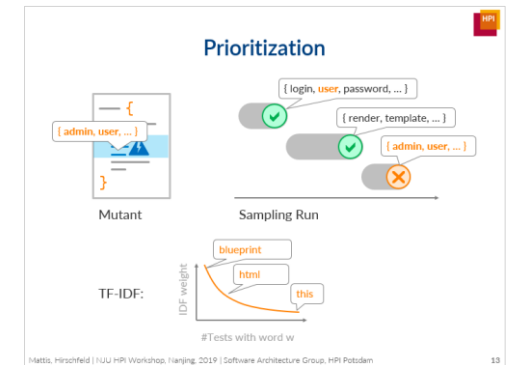 HPI
Prioritization
{ login, user, password, ... }
{
{ render, template, ... }
{ admin, user, ... }
{ admin, user, ... }
}
Mutant
Sampling Run
blueprint
html
this
TF-IDF:
IDF weight
#Tests with word w
Mattis, Hirschfeld | NJU HPI Workshop, Nanjing, 2019 | Software Architecture Group, HPI Potsdam
13